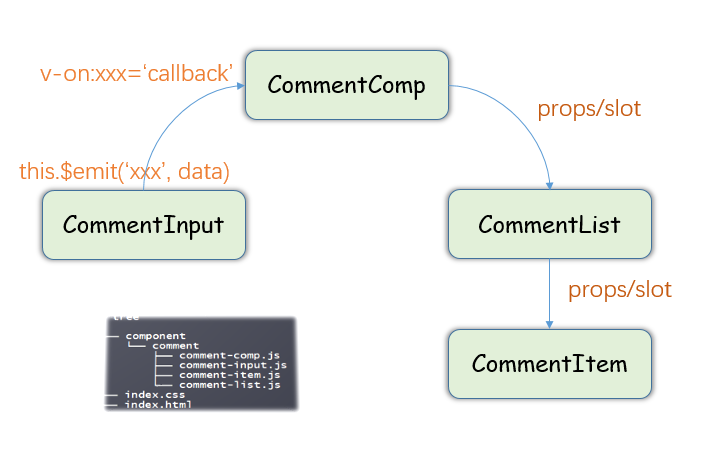 v-on:xxx=‘callback’
CommentComp
props/slot
this.$emit(‘xxx’, data)
CommentInput
CommentList
props/slot
CommentItem
tree
component
comment
comment-comp.js
comment-input.js
comment-item.js
comment-list.js
index.css
index.html